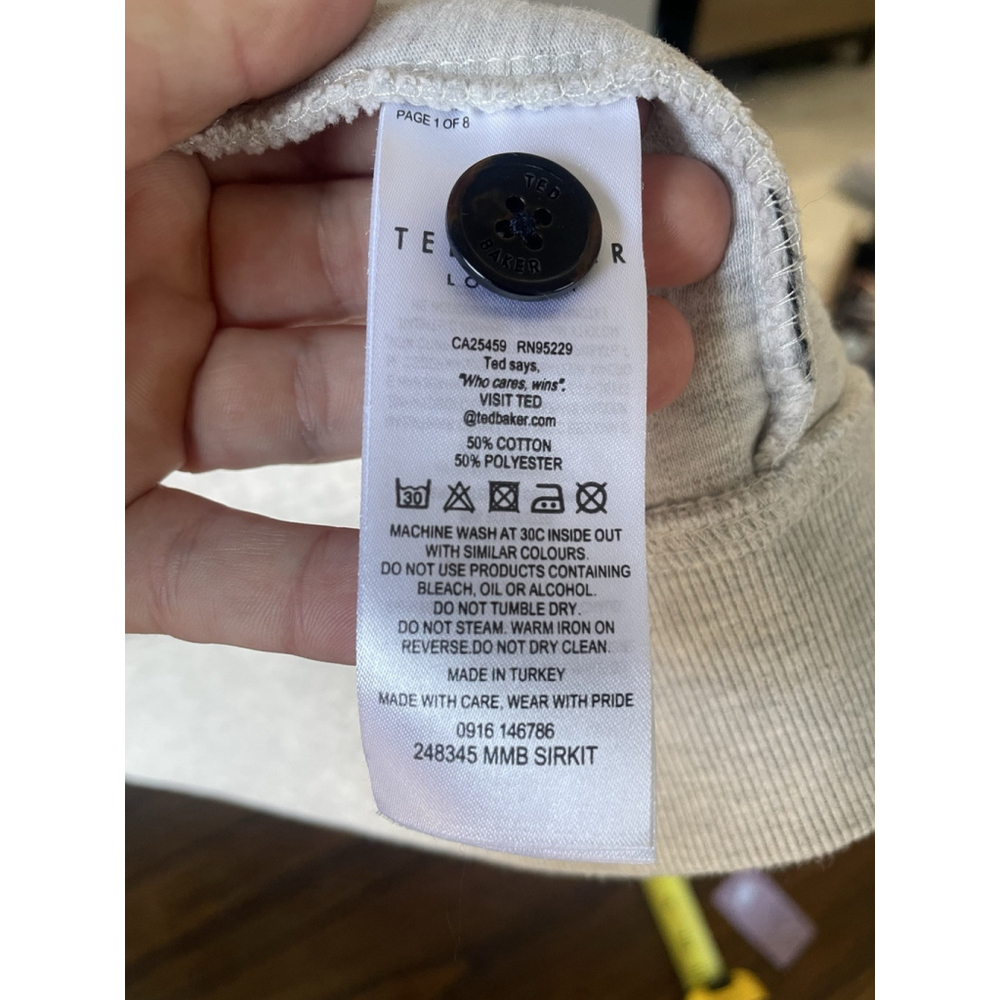 PAGE 1 OF 8
TED
BAKER
TE R
LO
CA25459 RN95229
Ted says,
"Who cares, wins".
VISIT TED
@tedbaker.com
50% COTTON
50% POLYESTER
30
MACHINE WASH AT 30C INSIDE OUT
WITH SIMILAR COLOURS.
DO NOT USE PRODUCTS CONTAINING
BLEACH, OIL OR ALCOHOL.
DO NOT TUMBLE DRY.
DO NOT STEAM. WARM IRON ON
REVERSE.DO NOT DRY CLEAN.
MADE IN TURKEY
MADE WITH CARE, WEAR WITH PRIDE
0916 146786
248345 MMB SIRKIT